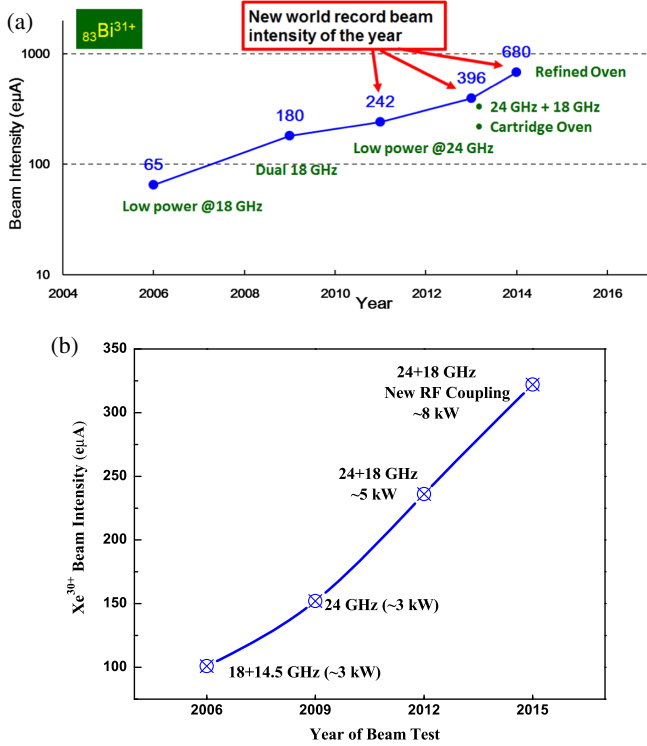 (a)
83Bi31+
New world record beam
intensity of the year
Beam Intensity (eμA)
1000
100
10
65
180
242
396
680
Low power @18 GHz
Dual 18 GHz
Low power @24 GHz
24 GHz + 18 GHz
Cartridge Oven
Refined Oven
2004
2006
2008
2010
2012
2014
2016
Year
(b)
Xe30+ Beam Intensity (eμA)
350
300
250
200
150
100
24+18 GHz
New RF Coupling
~8 kW
24+18 GHz
~5 kW
24 GHz (~3 kW)
18+14.5 GHz (~3 kW)
2006
2009
2012
2015
Year of Beam Test